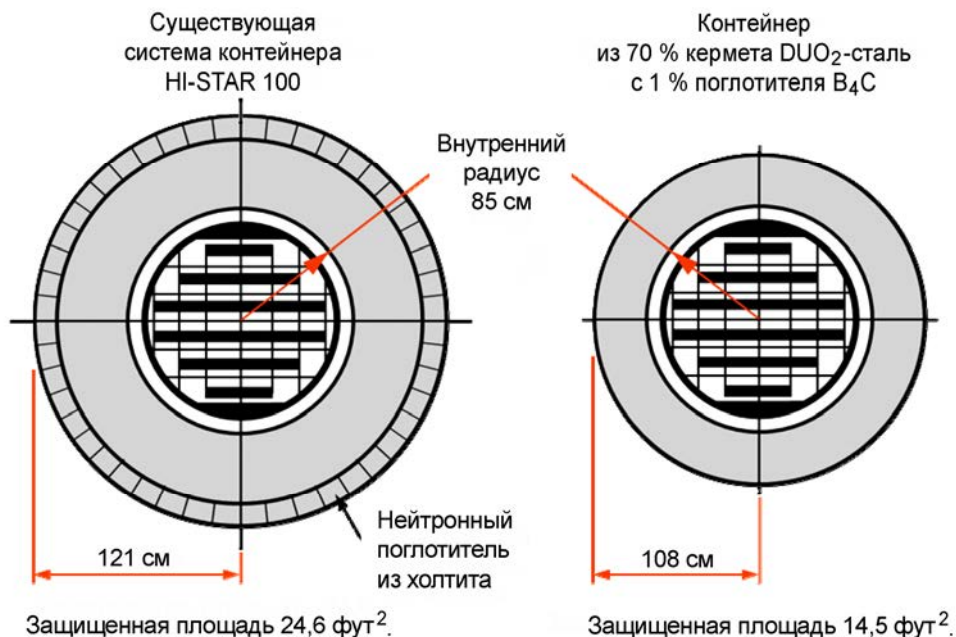 Существующая
система контейнера
HI-STAR 100
Контейнер
из 70 % кермета DUO₂-сталь
с 1 % поглотителя B₄C
Внутренний
радиус
85 см
Нейтронный
поглотитель
из холтита
121 см
108 см
Защищенная площадь 24,6 фут².
Защищенная площадь 14,5 фут².